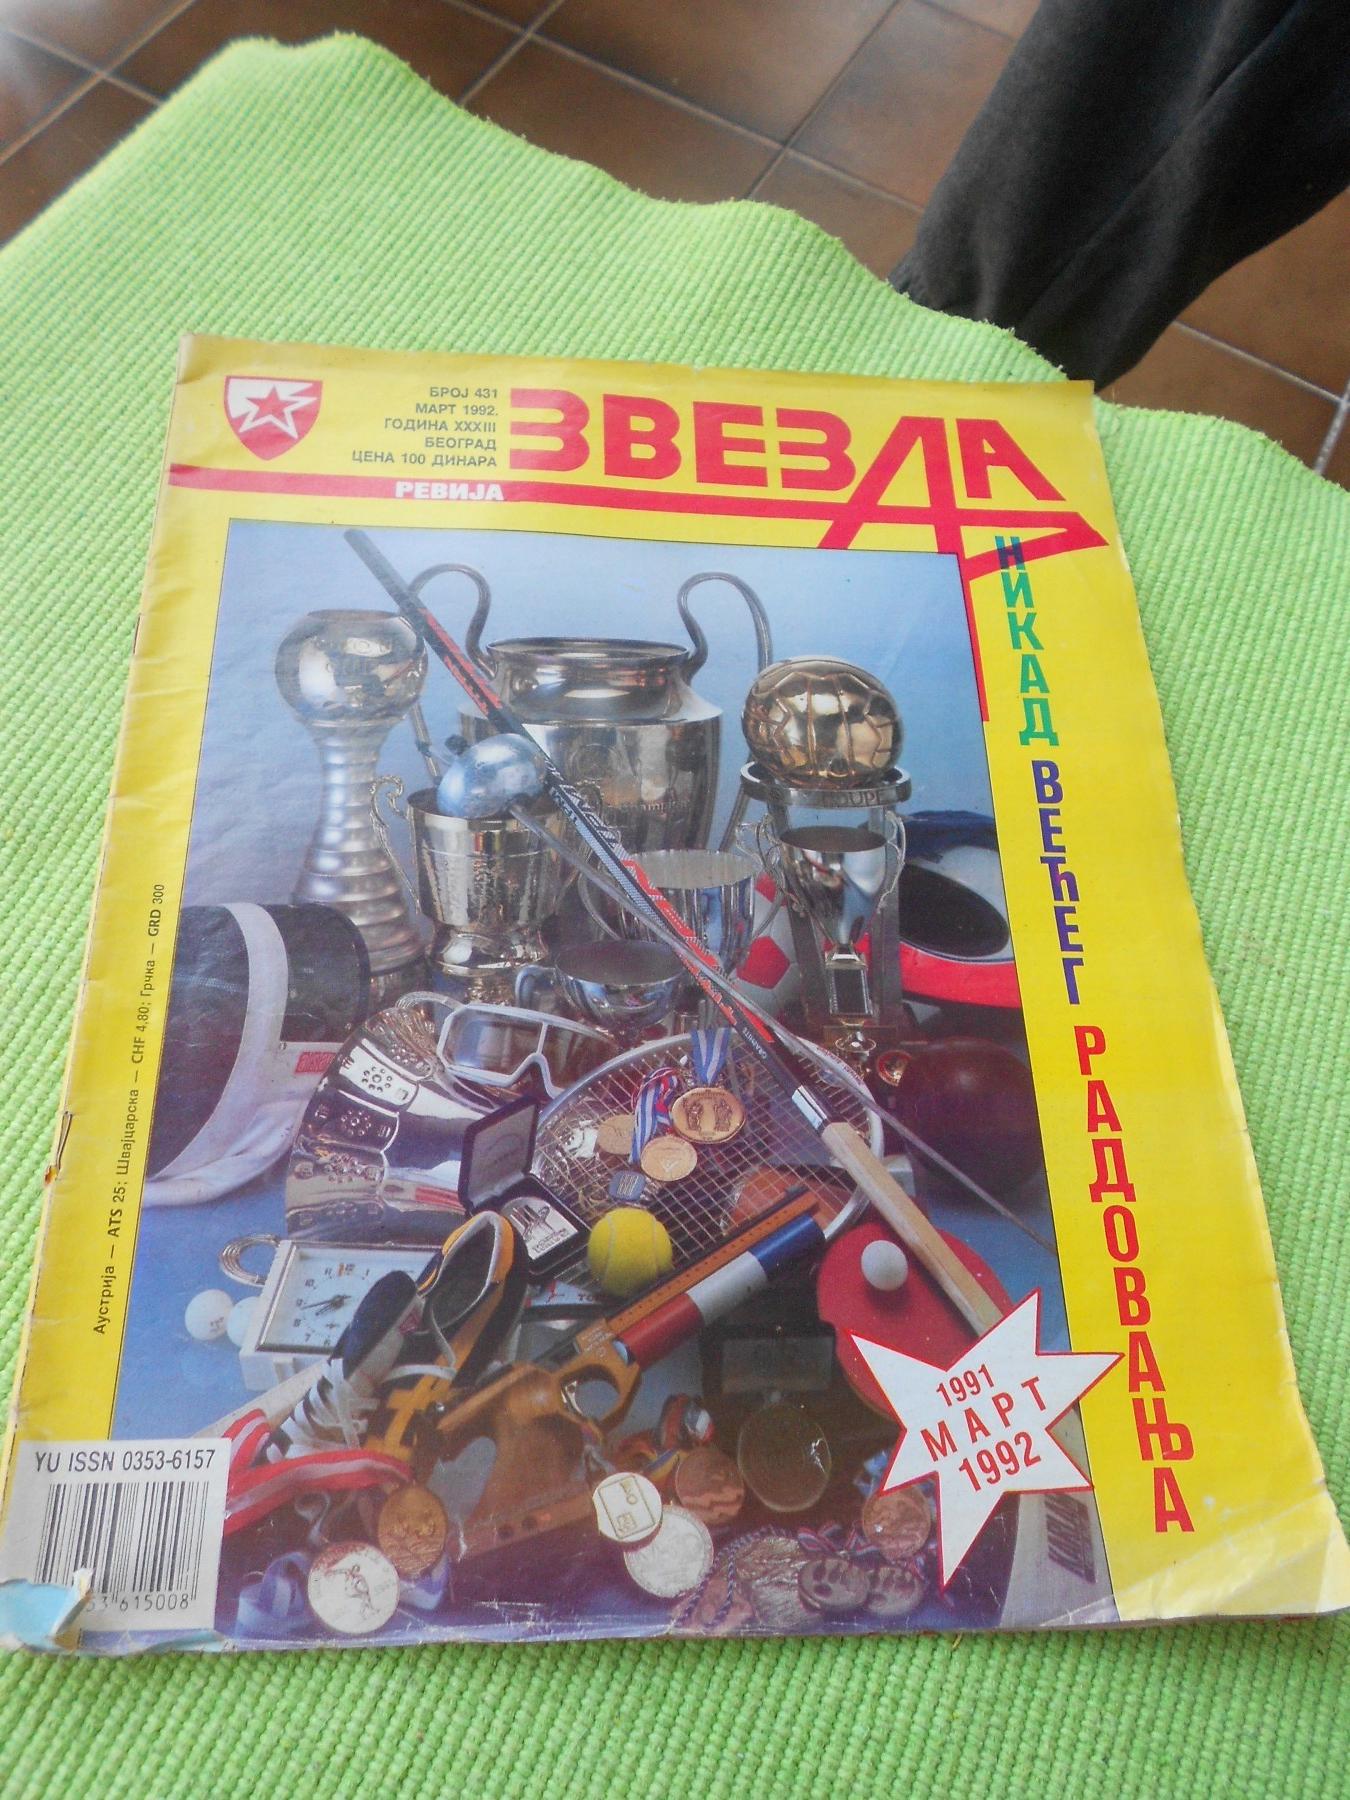 БРОЈ 431
МАРТ 1992.
ГОДИНА XXXIII
БЕОГРАД
ЦЕНА 100 ДИНАРА
ЗВЕЗДА
РЕВИЈА
НИКАД ВЕЋЕГ РАДОВАЊА
Аустрија – ATS 25; Швајцарска – CHF 4,80; Грчка – GRD 300
1991
МАРТ
1992
YU ISSN 0353-6157
615008